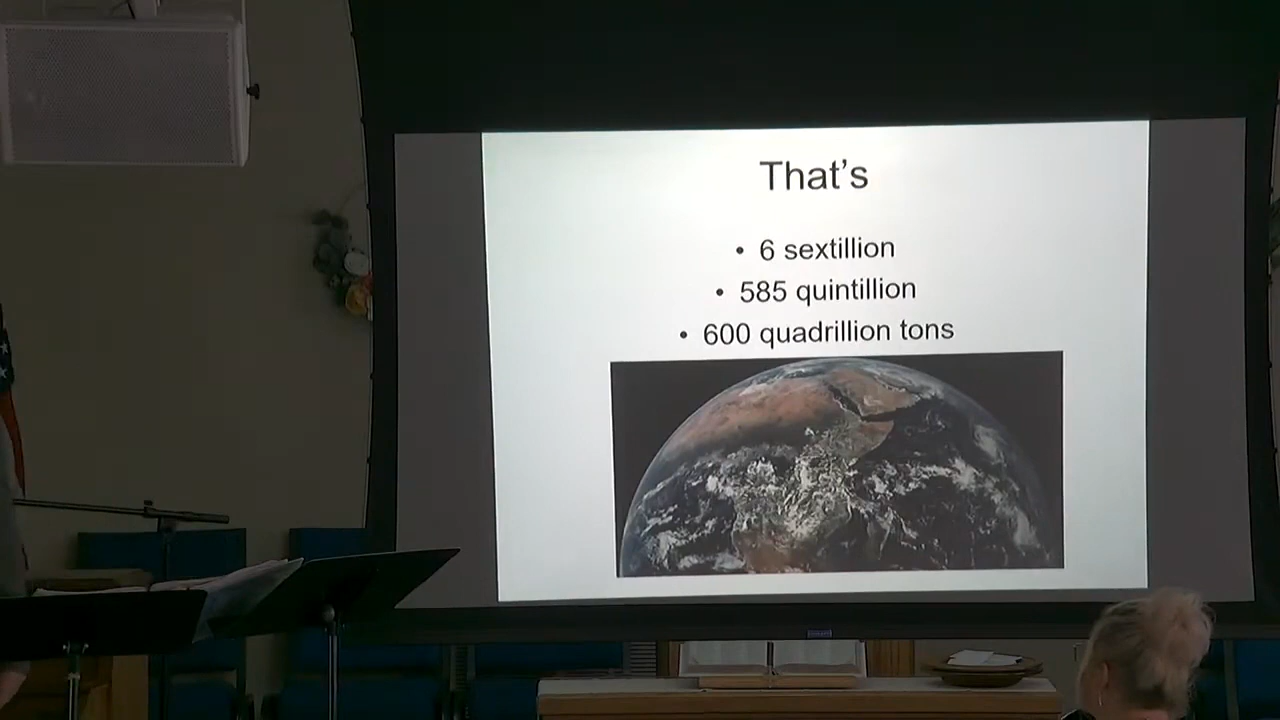 That's
• 6 sextillion
• 585 quintillion
• 600 quadrillion tons